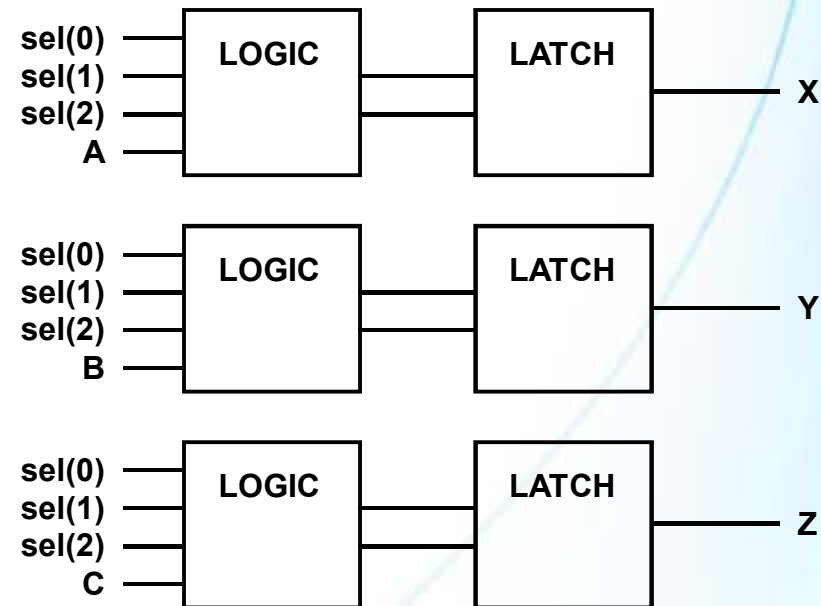 sel(0)
sel(1)
sel(2)
A
LOGIC
LATCH
X
sel(0)
sel(1)
sel(2)
B
LOGIC
LATCH
Y
sel(0)
sel(1)
sel(2)
C
LOGIC
LATCH
Z